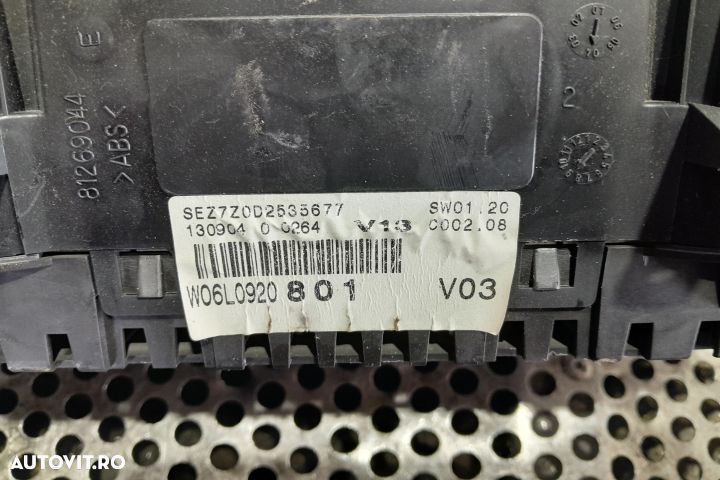 81269044
>ABS<
E
2
SEZ7Z0D2535677
130904 0 0264 V13
SW01.20
C002.08
W06L0920 801 V03
AUTOVIT.RO